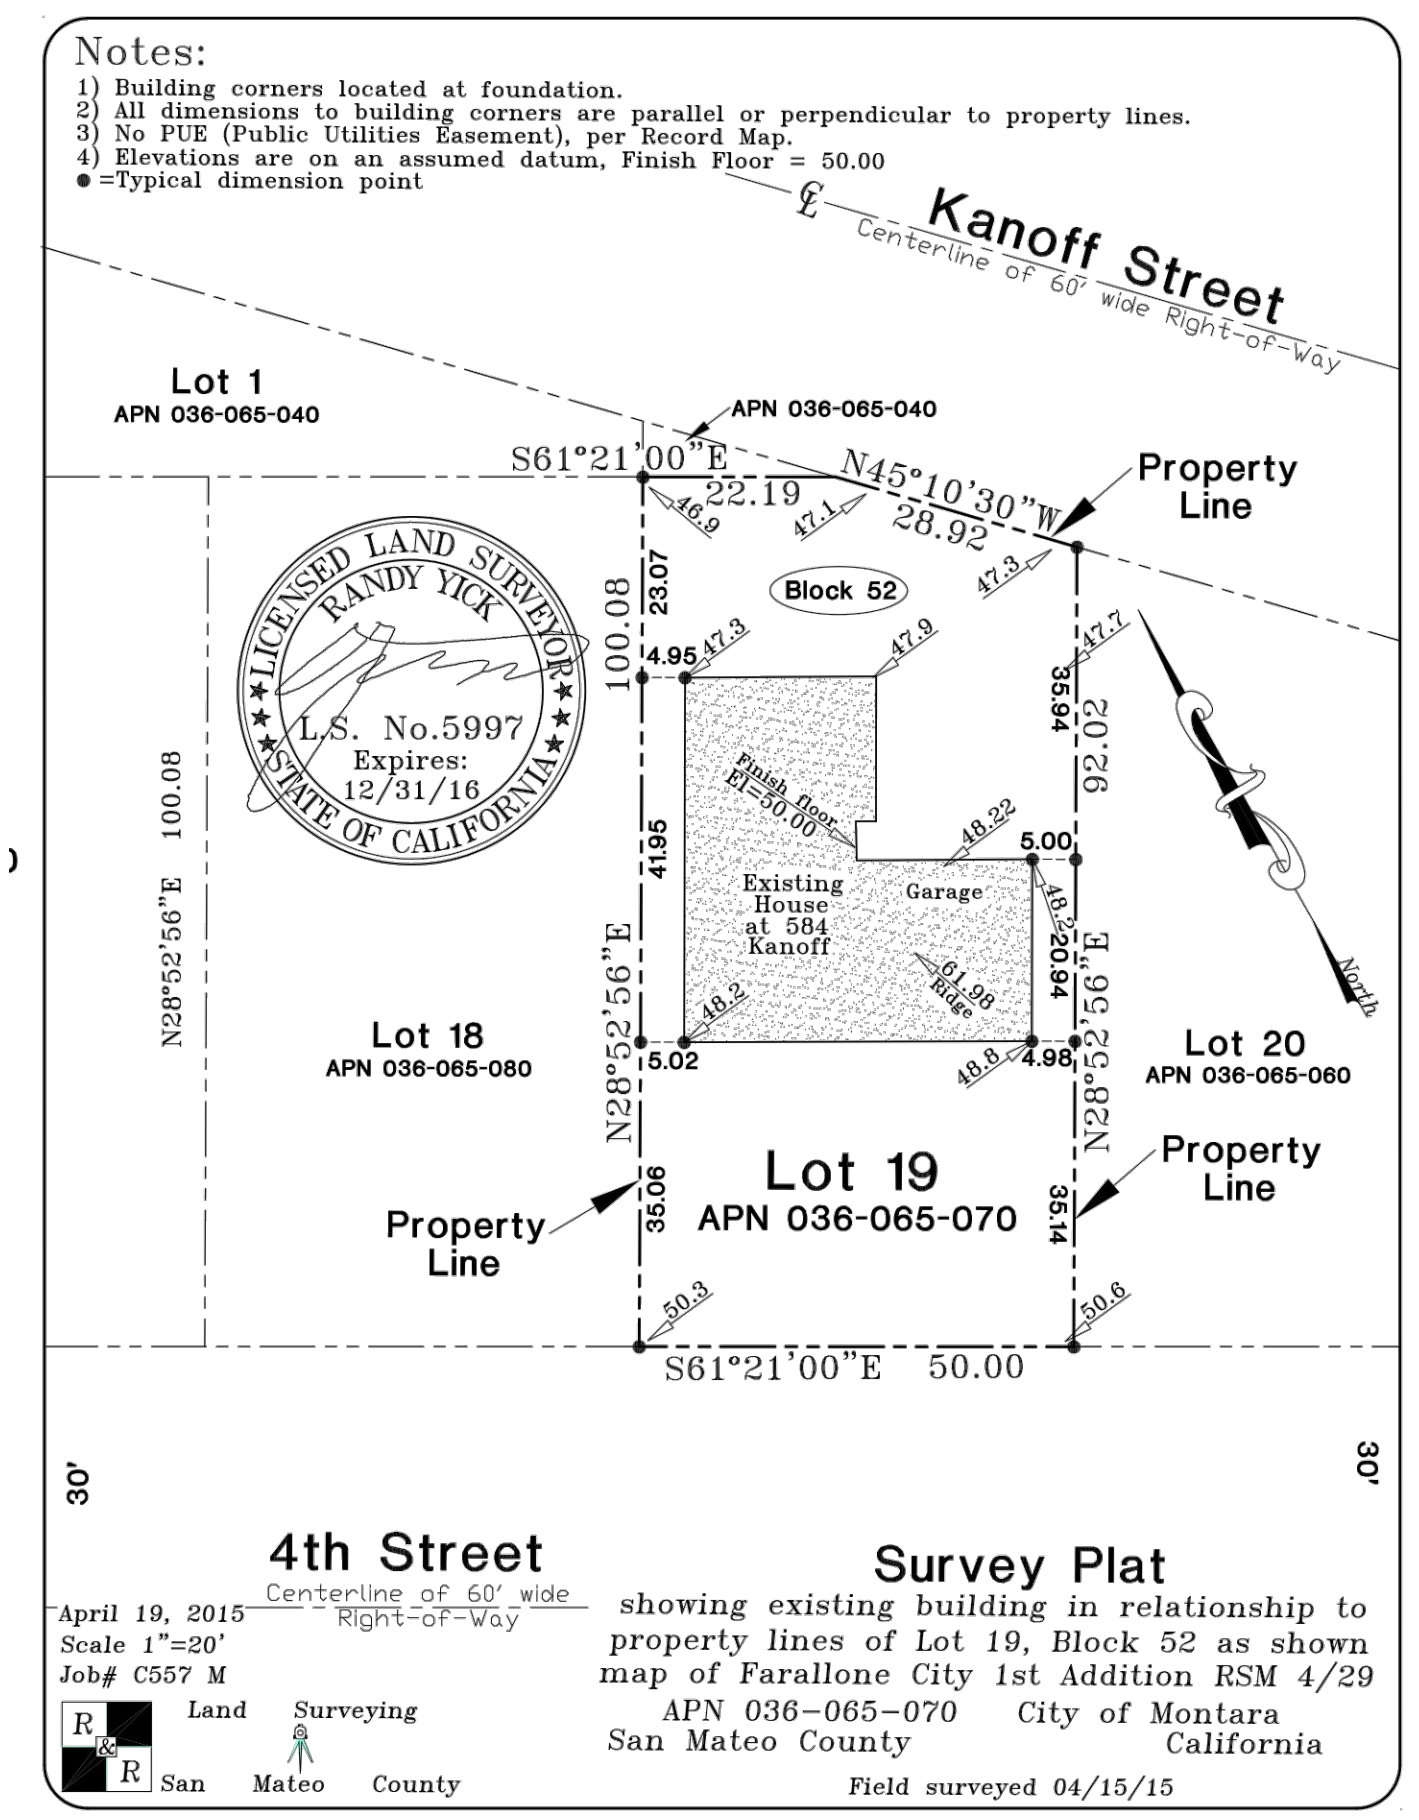 Notes:
1) Building corners located at foundation.
2) All dimensions to building corners are parallel or perpendicular to property lines.
3) No PUE (Public Utilities Easement), per Record Map.
4) Elevations are on an assumed datum, Finish Floor = 50.00
● =Typical dimension point
℄
Kanoff Street
Centerline of 60' wide Right-of-Way
Lot 1
APN 036-065-040
APN 036-065-040
S61°21'00"E
22.19
N45°10'30"W
28.92
Property
Line
46.9
47.1
47.3
Block 52
LICENSED LAND SURVEYOR
RANDY YICK
L.S. No.5997
Expires:
12/31/16
STATE OF CALIFORNIA
23.07
100.08
4.95
47.3
47.9
47.7
35.94
92.02
Finish floor
El=50.00
48.22
5.00
41.95
Existing
House
at 584
Kanoff
Garage
48.2
20.94
61.98
Ridge
North
N28°52'56"E 100.08
N28°52'56"E
N28°52'56"E
Lot 18
APN 036-065-080
48.2
5.02
48.8
4.98
Lot 20
APN 036-065-060
Lot 19
APN 036-065-070
35.06
35.14
Property
Line
Property
Line
50.3
50.6
S61°21'00"E 50.00
30'
30'
4th Street
Centerline of 60' wide
Right-of-Way
April 19, 2015
Scale 1"=20'
Job# C557 M
R & R
Land Surveying
San Mateo County
Survey Plat
showing existing building in relationship to
property lines of Lot 19, Block 52 as shown
map of Farallone City 1st Addition RSM 4/29
APN 036-065-070 City of Montara
San Mateo County California
Field surveyed 04/15/15